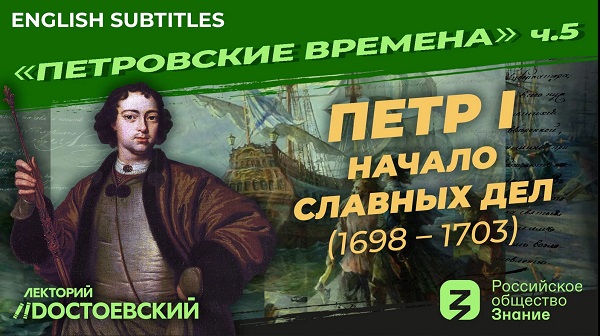 ENGLISH SUBTITLES
«ПЕТРОВСКИЕ ВРЕМЕНА» ч.5
ПЕТР I
НАЧАЛО
СЛАВНЫХ ДЕЛ
(1698 – 1703)
ЛЕКТОРИЙ
ДОСТОЕВСКИЙ
Российское
общество
Знание